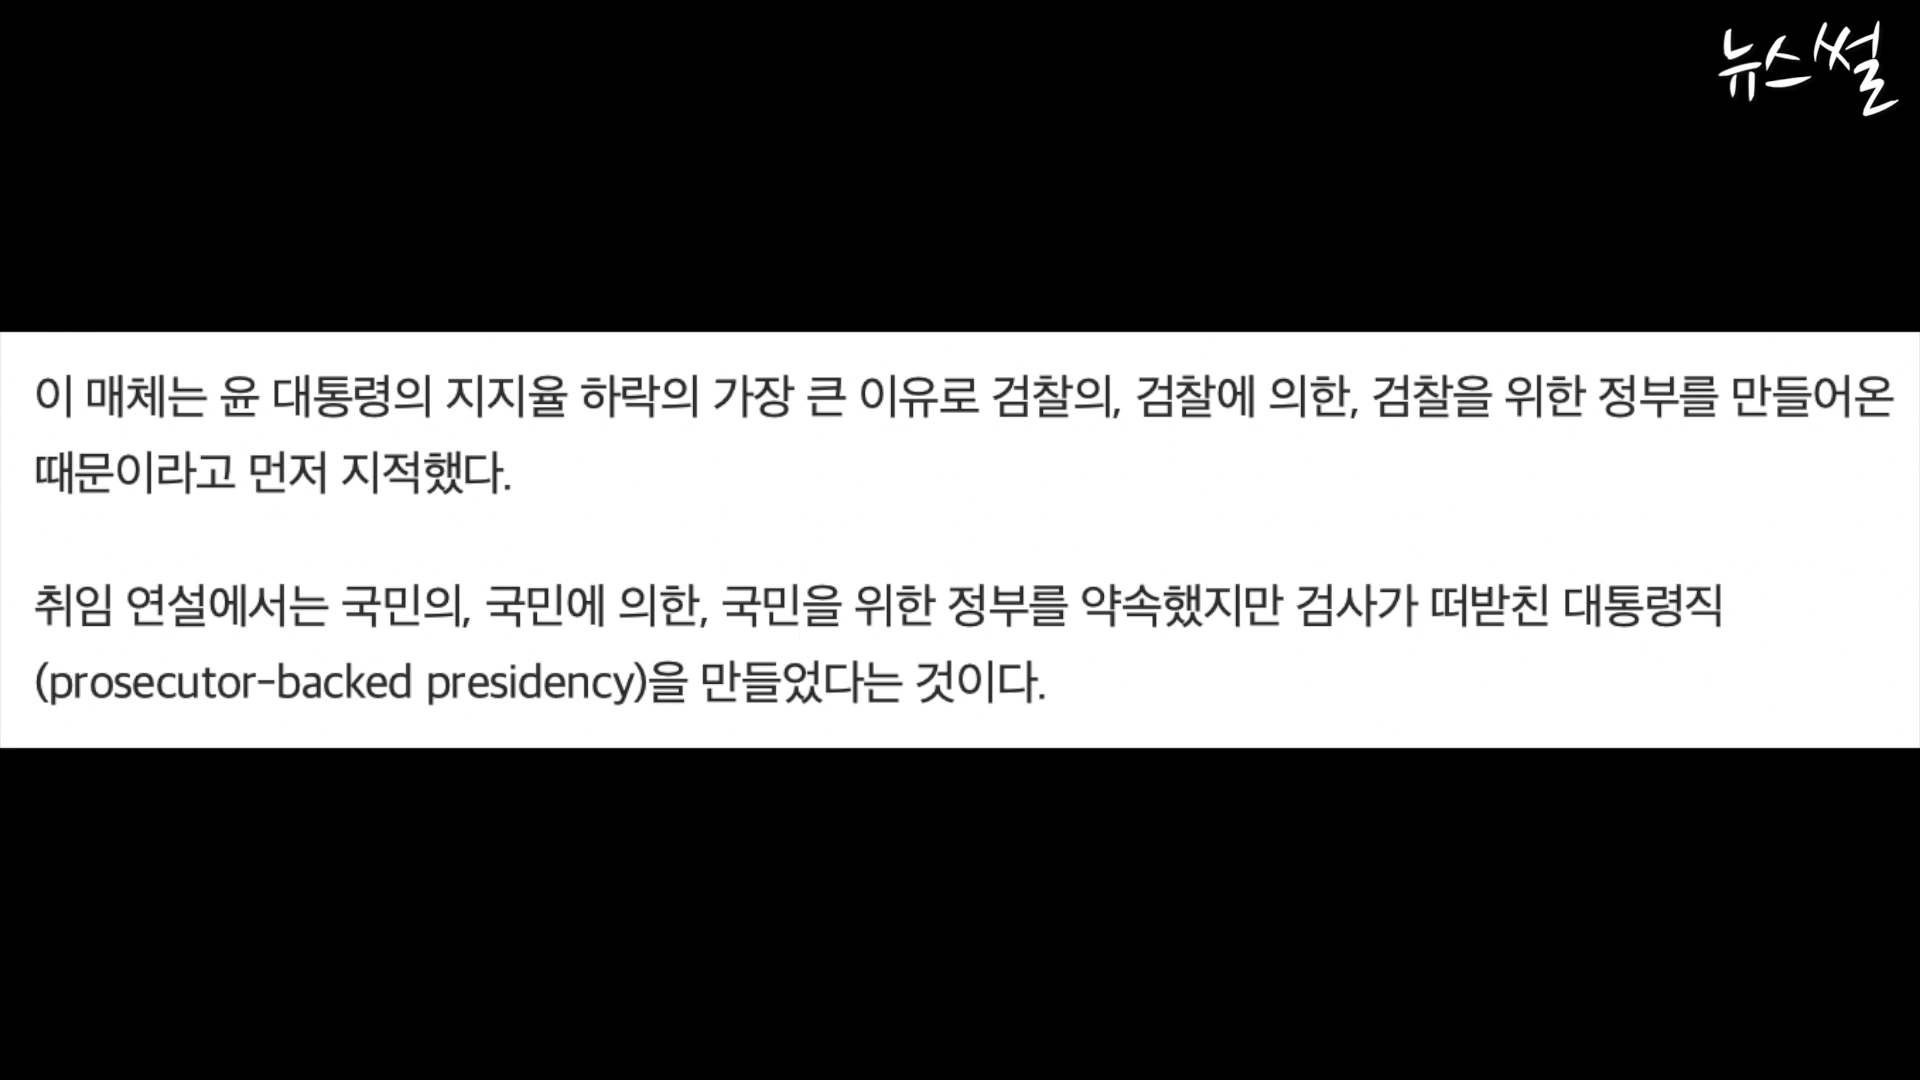 뉴스썰
이 매체는 윤 대통령의 지지율 하락의 가장 큰 이유로 검찰의, 검찰에 의한, 검찰을 위한 정부를 만들어온
때문이라고 먼저 지적했다.
취임 연설에서는 국민의, 국민에 의한, 국민을 위한 정부를 약속했지만 검사가 떠받친 대통령직
(prosecutor-backed presidency)을 만들었다는 것이다.